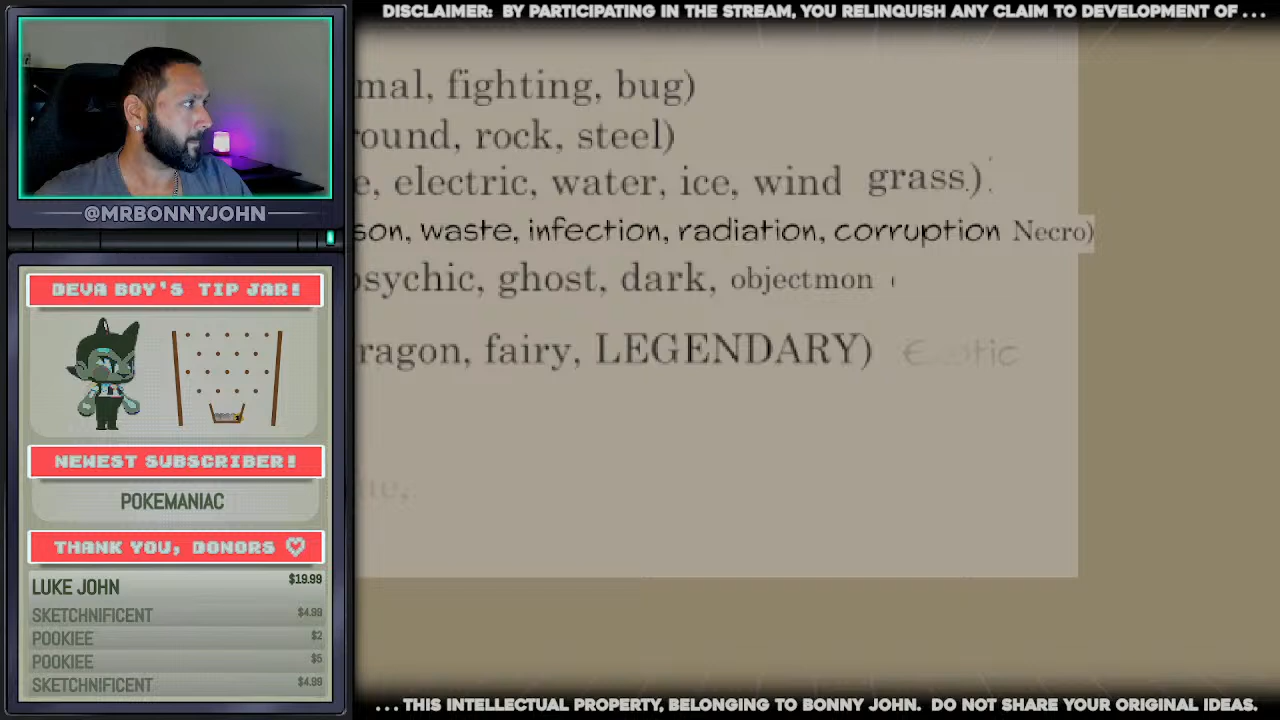 DISCLAIMER: BY PARTICIPATING IN THE STREAM, YOU RELINQUISH ANY CLAIM TO DEVELOPMENT OF . . .
mal, fighting, bug)
round, rock, steel)
e, electric, water, ice, wind grass)
son, waste, infection, radiation, corruption Necro)
psychic, ghost, dark, objectmon
ragon, fairy, LEGENDARY)
@MRBONNYJOHN
DEVA BOY'S TIP JAR!
NEWEST SUBSCRIBER!
POKEMANIAC
THANK YOU, DONORS ♡
LUKE JOHN $19.99
SKETCHNIFICENT $4.99
POOKIEE $2
POOKIEE $5
SKETCHNIFICENT $4.99
. . . THIS INTELLECTUAL PROPERTY, BELONGING TO BONNY JOHN. DO NOT SHARE YOUR ORIGINAL IDEAS.